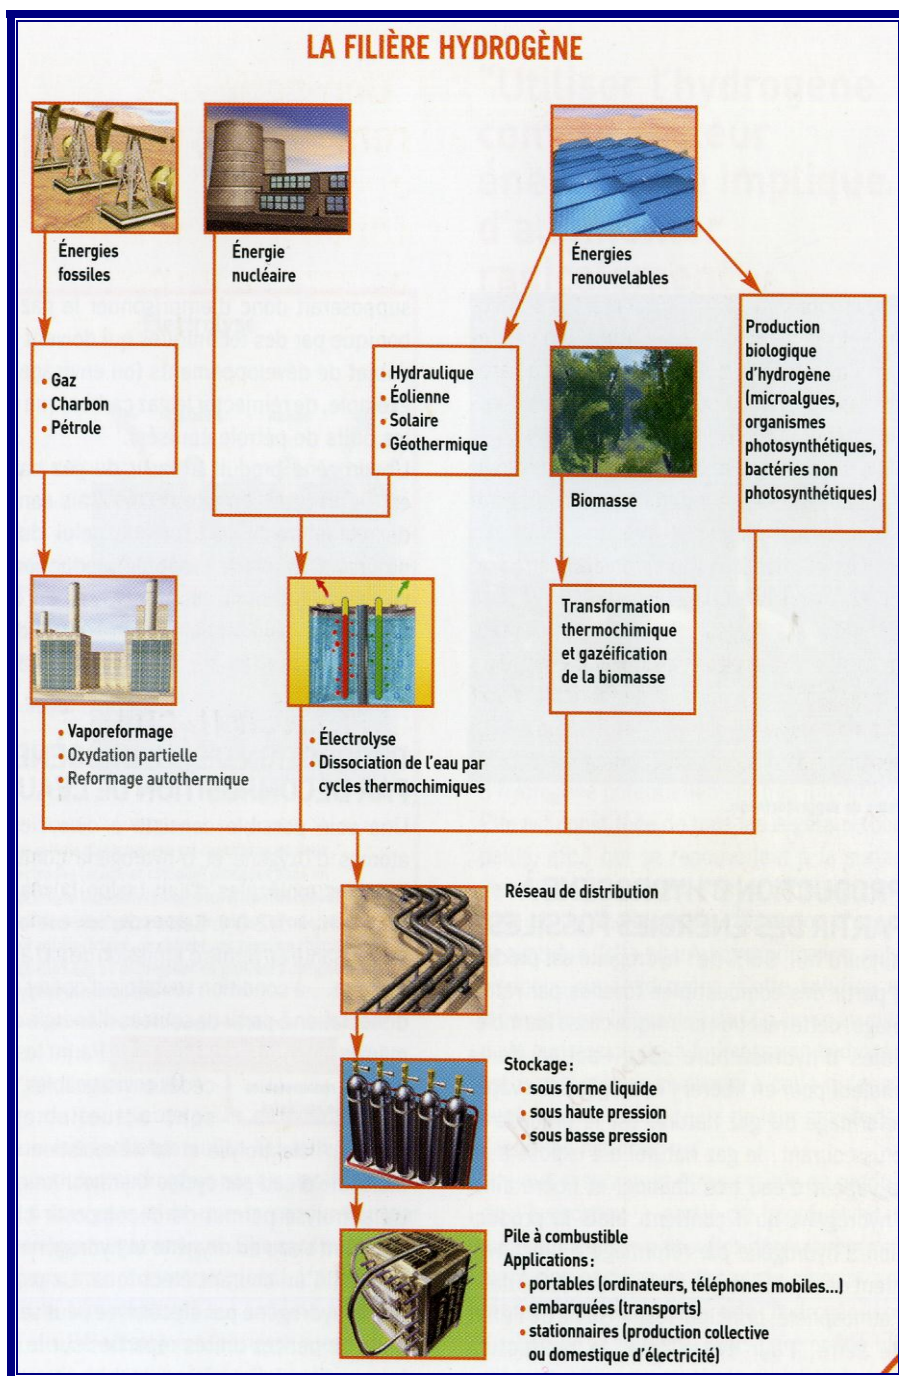 LA FILIÈRE HYDROGÈNE
Énergies
fossiles
Énergie
nucléaire
Énergies
renouvelables
• Gaz
• Charbon
• Pétrole
• Hydraulique
• Éolienne
• Solaire
• Géothermique
Biomasse
Production
biologique
d'hydrogène
(microalgues,
organismes
photosynthétiques,
bactéries non
photosynthétiques)
• Vaporeformage
• Oxydation partielle
• Reformage autothermique
• Électrolyse
• Dissociation de l'eau par
cycles thermochimiques
Transformation
thermochimique
et gazéification
de la biomasse
Réseau de distribution
Stockage :
• sous forme liquide
• sous haute pression
• sous basse pression
Pile à combustible
Applications :
• portables (ordinateurs, téléphones mobiles...)
• embarquées (transports)
• stationnaires (production collective
ou domestique d'électricité)